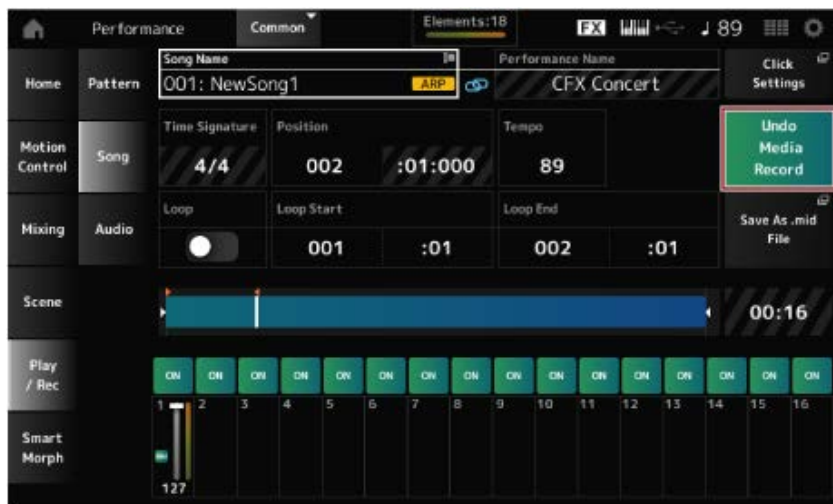 Performance
Common
Elements:18
FX
♩ 89
Home
Pattern
Song Name
001: NewSong1
ARP
Performance Name
CFX Concert
Click
Settings
Motion
Control
Song
Time Signature
4/4
Position
002
:01:000
Tempo
89
Undo
Media
Record
Mixing
Audio
Loop
Loop Start
001
:01
Loop End
002
:01
Save As .mid
File
Scene
00:16
Play
/ Rec
ON ON ON ON ON ON ON ON ON ON ON ON ON ON ON ON
1 2 3 4 5 6 7 8 9 10 11 12 13 14 15 16
Smart
Morph
127